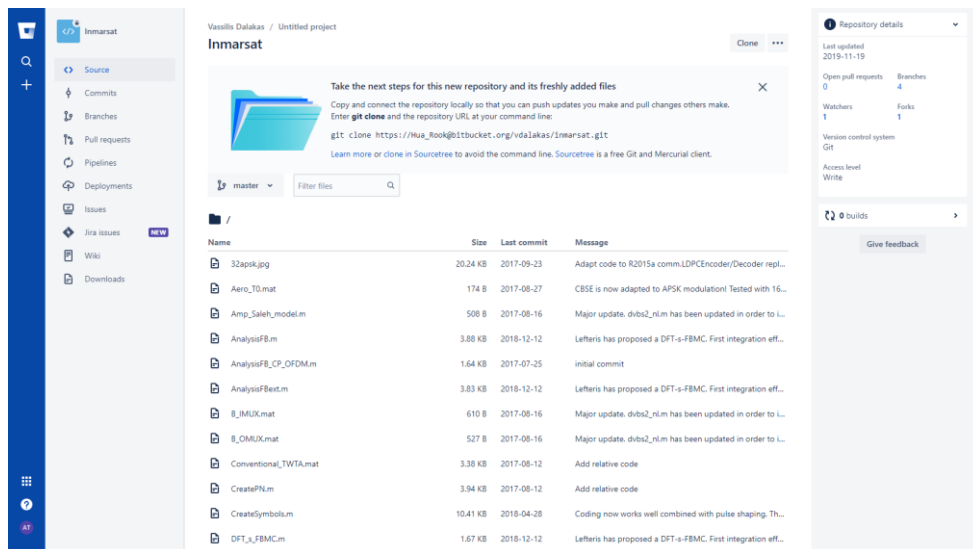 Inmarsat
Source
Commits
Branches
Pull requests
Pipelines
Deployments
Issues
Jira issues NEW
Wiki
Downloads
AT
Vassilis Dalakas / Untitled project
Inmarsat
Clone
Take the next steps for this new repository and its freshly added files
Copy and connect the repository locally so that you can push updates you make and pull changes others make.
Enter git clone and the repository URL at your command line:
git clone https://Hua_Rook@bitbucket.org/vdalakas/inmarsat.git
Learn more or clone in Sourcetree to avoid the command line. Sourcetree is a free Git and Mercurial client.
master Filter files
/
Name Size Last commit Message
32apsk.jpg 20.24 KB 2017-09-23 Adapt code to R2015a comm.LDPCEncoder/Decoder repl...
Aero_T0.mat 174 B 2017-08-27 CBSE is now adapted to APSK modulation! Tested with 16...
Amp_Saleh_model.m 508 B 2017-08-16 Major update. dvbs2_nl.m has been updated in order to i...
AnalysisFB.m 3.88 KB 2018-12-12 Lefteris has proposed a DFT-s-FBMC. First integration eff...
AnalysisFB_CP_OFDM.m 1.64 KB 2017-07-25 initial commit
AnalysisFBext.m 3.83 KB 2018-12-12 Lefteris has proposed a DFT-s-FBMC. First integration eff...
B_IMUX.mat 610 B 2017-08-16 Major update. dvbs2_nl.m has been updated in order to i...
B_OMUX.mat 527 B 2017-08-16 Major update. dvbs2_nl.m has been updated in order to i...
Conventional_TWTA.mat 3.38 KB 2017-08-12 Add relative code
CreatePN.m 3.94 KB 2017-08-12 Add relative code
CreateSymbols.m 10.41 KB 2018-04-28 Coding now works well combined with pulse shaping. Th...
DFT_s_FBMC.m 1.67 KB 2018-12-12 Lefteris has proposed a DFT-s-FBMC. First integration eff...
Repository details
Last updated
2019-11-19
Open pull requests Branches
0 4
Watchers Forks
1 1
Version control system
Git
Access level
Write
0 builds
Give feedback